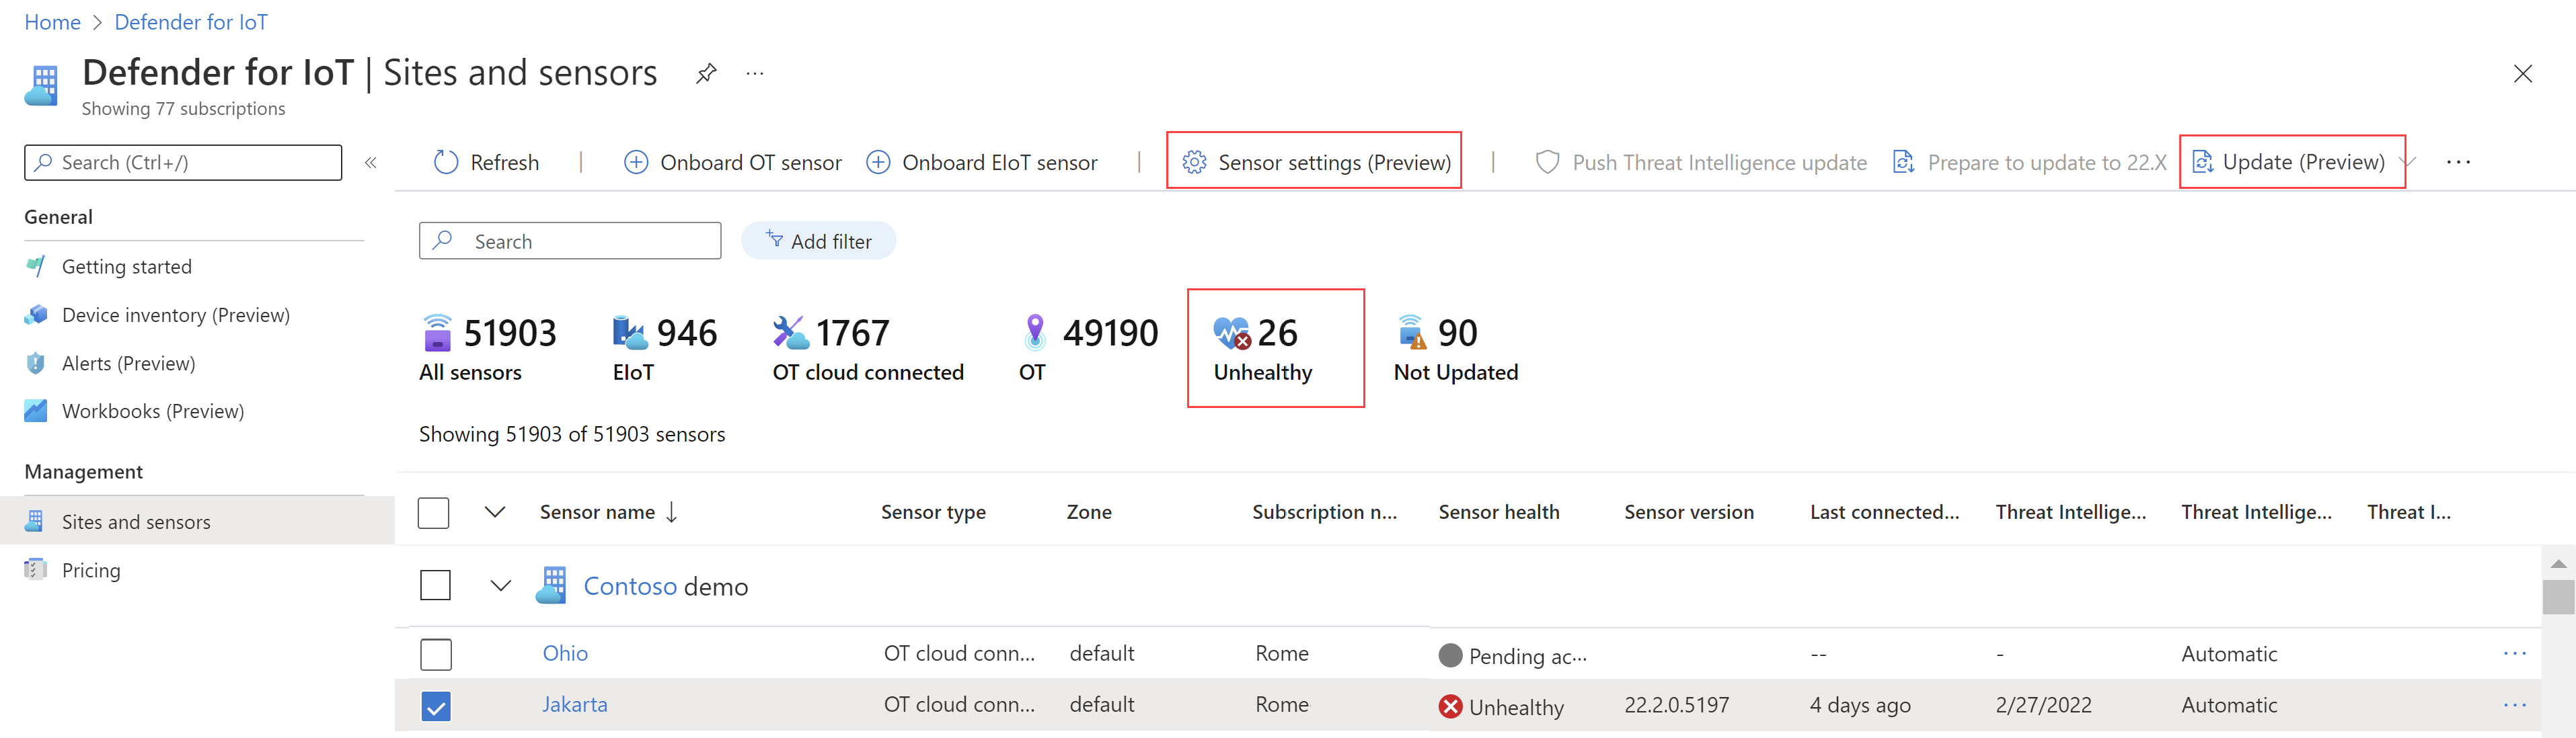 Home > Defender for IoT
Defender for IoT | Sites and sensors ...
Showing 77 subscriptions
Search (Ctrl+/) «
Refresh | Onboard OT sensor Onboard EIoT sensor | Sensor settings (Preview) | Push Threat Intelligence update Prepare to update to 22.X Update (Preview) ...
General
Getting started
Device inventory (Preview)
Alerts (Preview)
Workbooks (Preview)
Management
Sites and sensors
Pricing
Search Add filter
51903 946 1767 49190 26 90
All sensors EIoT OT cloud connected OT Unhealthy Not Updated
Showing 51903 of 51903 sensors
Sensor name ↓ Sensor type Zone Subscription n... Sensor health Sensor version Last connected... Threat Intellige... Threat Intellige... Threat I...
Contoso demo
Ohio OT cloud conn... default Rome Pending ac... -- - Automatic ...
Jakarta OT cloud conn... default Rome Unhealthy 22.2.0.5197 4 days ago 2/27/2022 Automatic ...